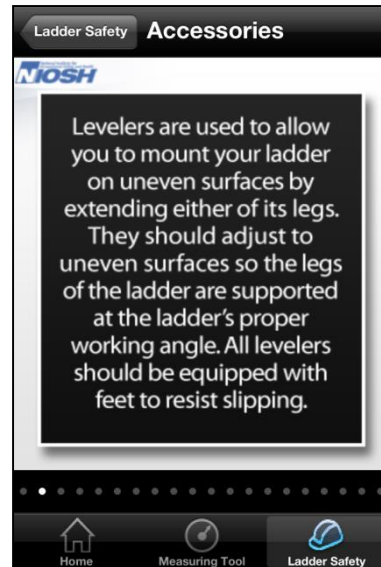 Ladder Safety Accessories
NIOSH
Levelers are used to allow
you to mount your ladder
on uneven surfaces by
extending either of its legs.
They should adjust to
uneven surfaces so the legs
of the ladder are supported
at the ladder's proper
working angle. All levelers
should be equipped with
feet to resist slipping.
Home Measuring Tool Ladder Safety